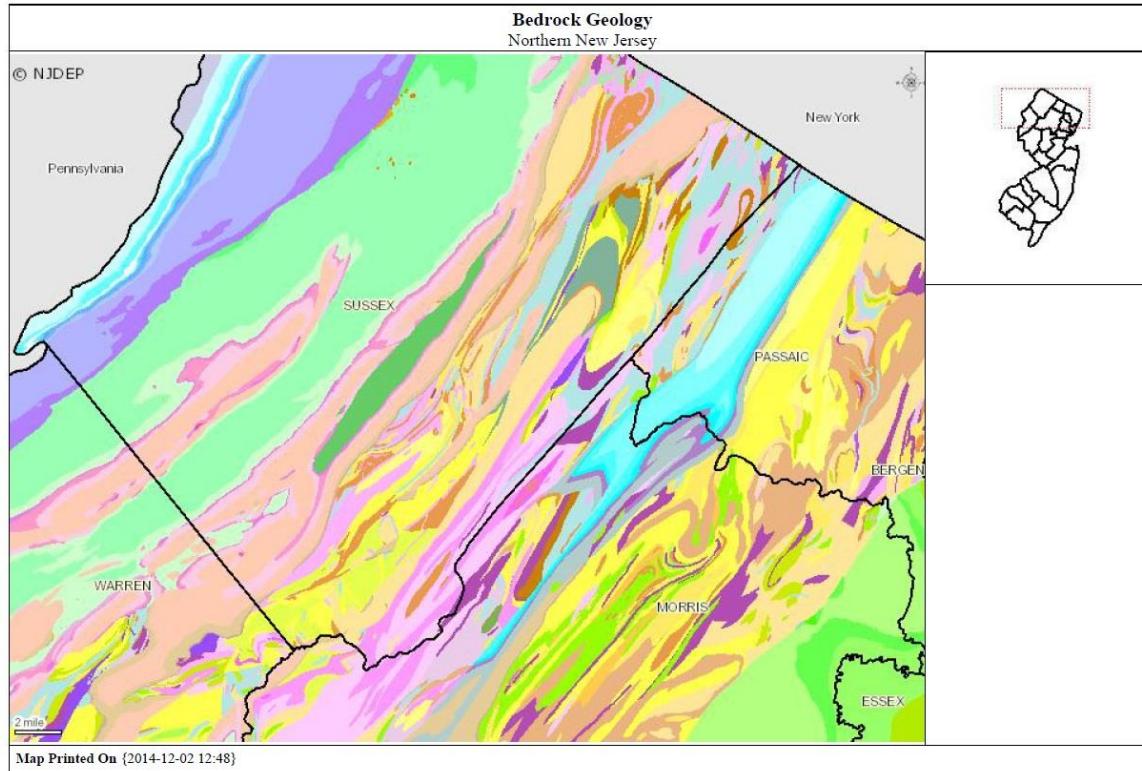 Bedrock Geology
Northern New Jersey
© NJDEP
New York
Pennsylvania
SUSSEX
PASSAIC
BERGEN
WARREN
MORRIS
ESSEX
2 mile
Map Printed On {2014-12-02 12:48}